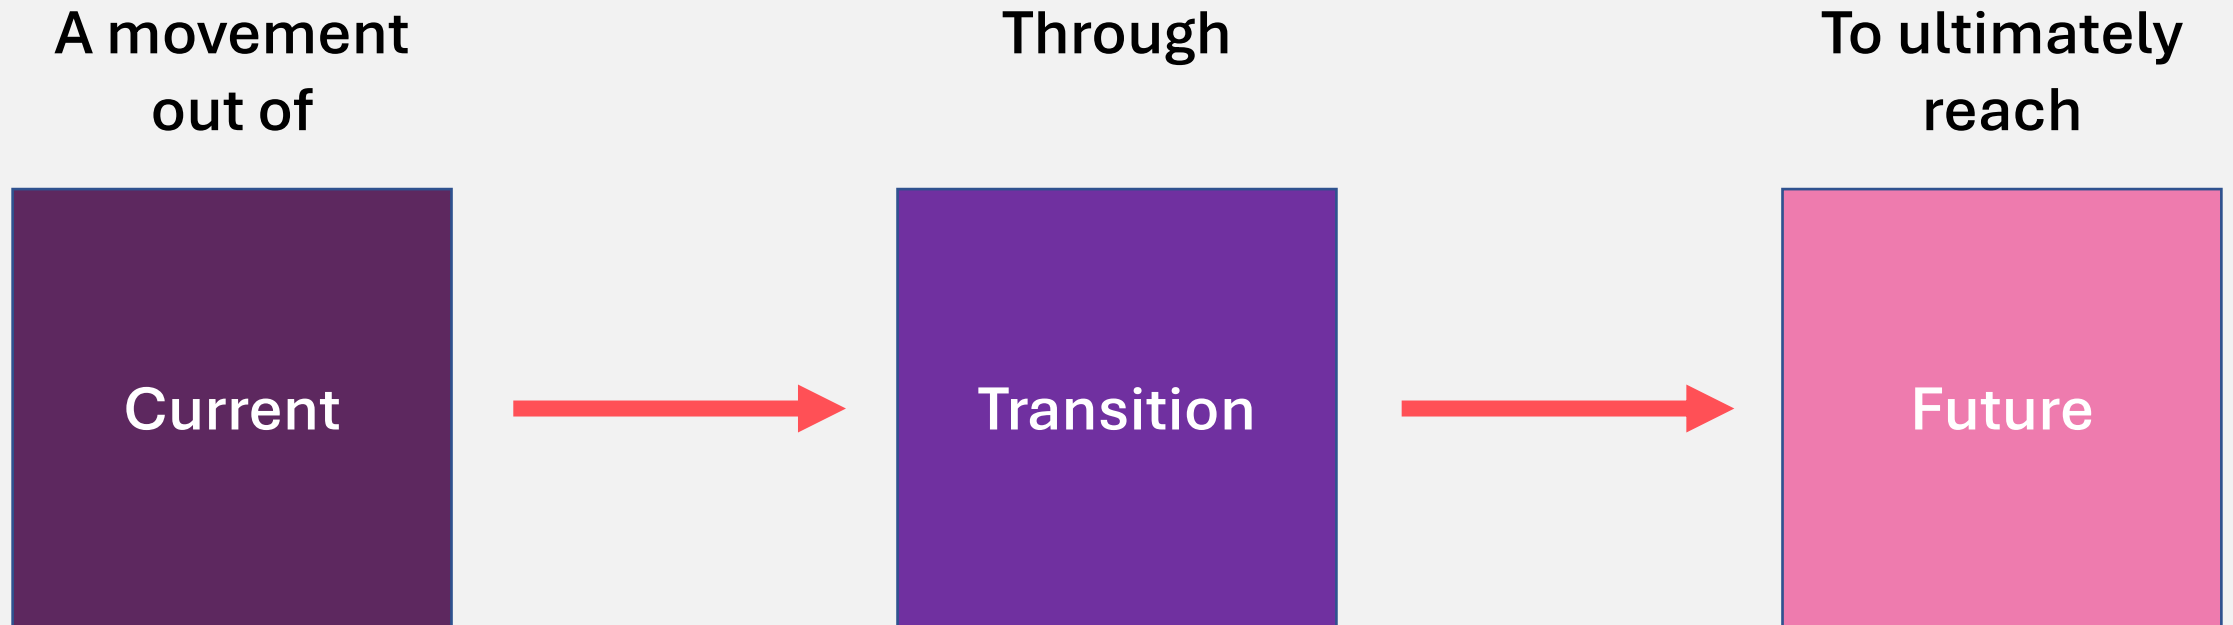 A movement
out of
Through
To ultimately
reach
Current
Transition
Future